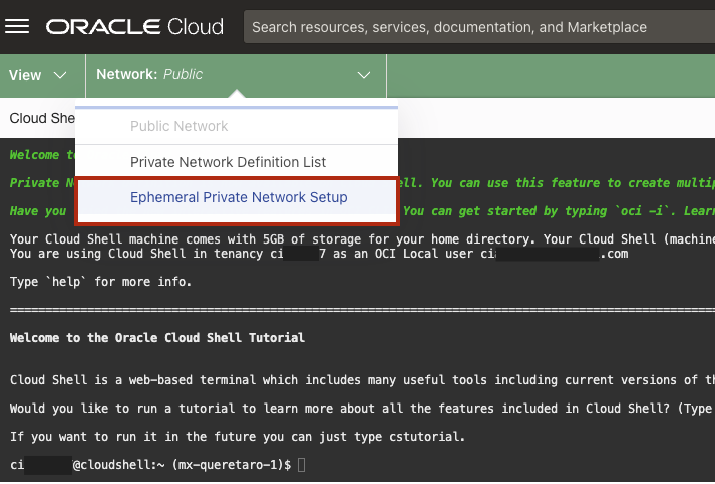 ORACLE Cloud
Search resources, services, documentation, and Marketplace
View
Network: Public
Cloud She
Public Network
Private Network Definition List
Ephemeral Private Network Setup
Welcome to
Private N ell. You can use this feature to create multip
Have you You can get started by typing `oci -i`. Learn
Your Cloud Shell machine comes with 5GB of storage for your home directory. Your Cloud Shell (machine
You are using Cloud Shell in tenancy ci 7 as an OCI Local user cia .com
Type `help` for more info.
Welcome to the Oracle Cloud Shell Tutorial
Cloud Shell is a web-based terminal which includes many useful tools including current versions of th
Would you like to run a tutorial to learn more about all the features included in Cloud Shell? (Type
If you want to run it in the future you can just type cstutorial.
ci @cloudshell:~ (mx-queretaro-1)$